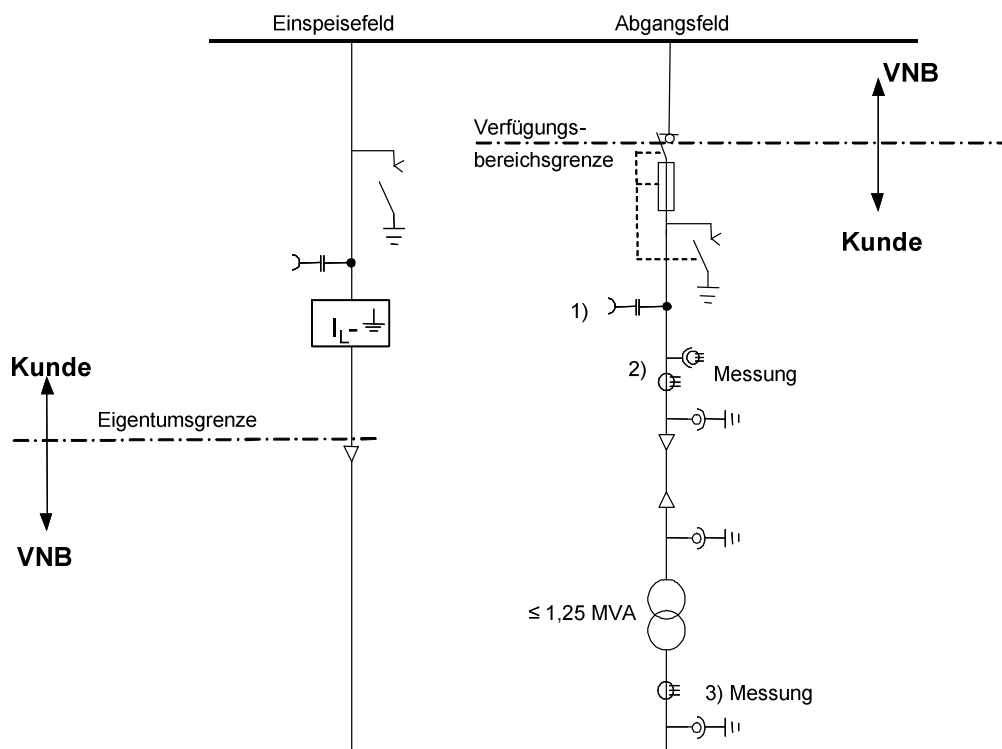 Einspeisefeld
Abgangsfeld
VNB
Verfügungs-
bereichsgrenze
Kunde
1)
I_L-
Kunde
2)
Messung
Eigentumsgrenze
VNB
≤ 1,25 MVA
3) Messung